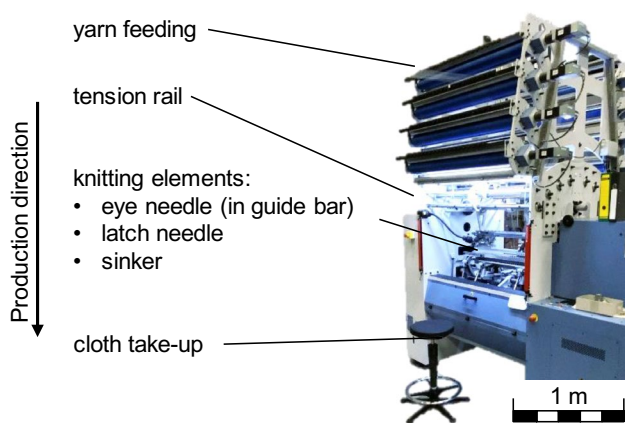 yarn feeding
tension rail
Production direction
knitting elements:
• eye needle (in guide bar)
• latch needle
• sinker
cloth take-up
1 m